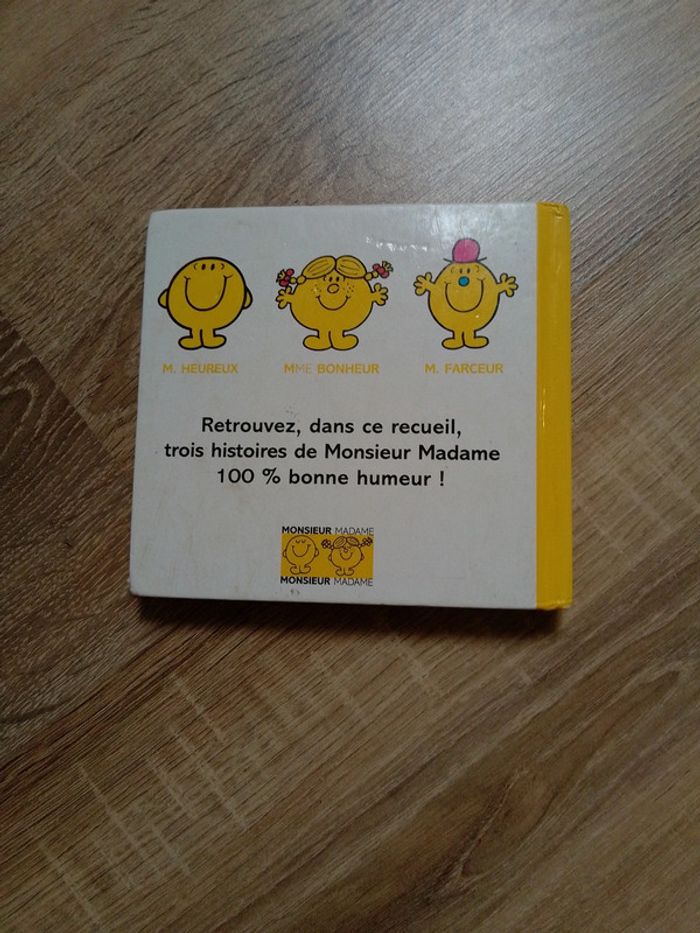 M. HEUREUX MME BONHEUR M. FARCEUR
Retrouvez, dans ce recueil,
trois histoires de Monsieur Madame
100 % bonne humeur !
MONSIEUR MADAME
MONSIEUR MADAME